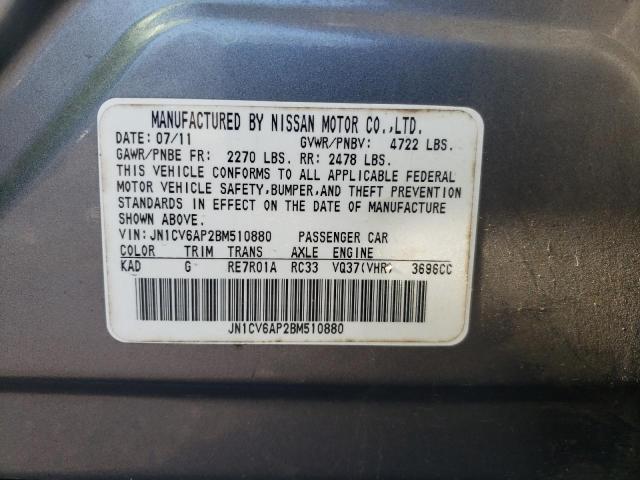 MANUFACTURED BY NISSAN MOTOR CO.,LTD.
DATE: 07/11 GVWR/PNBV: 4722 LBS.
GAWR/PNBE FR: 2270 LBS. RR: 2478 LBS.
THIS VEHICLE CONFORMS TO ALL APPLICABLE FEDERAL
MOTOR VEHICLE SAFETY,BUMPER,AND THEFT PREVENTION
STANDARDS IN EFFECT ON THE DATE OF MANUFACTURE
SHOWN ABOVE.
VIN: JN1CV6AP2BM510880 PASSENGER CAR
COLOR TRIM TRANS AXLE ENGINE
KAD G RE7R01A RC33 VQ37(VHR) 3696CC
JN1CV6AP2BM510880